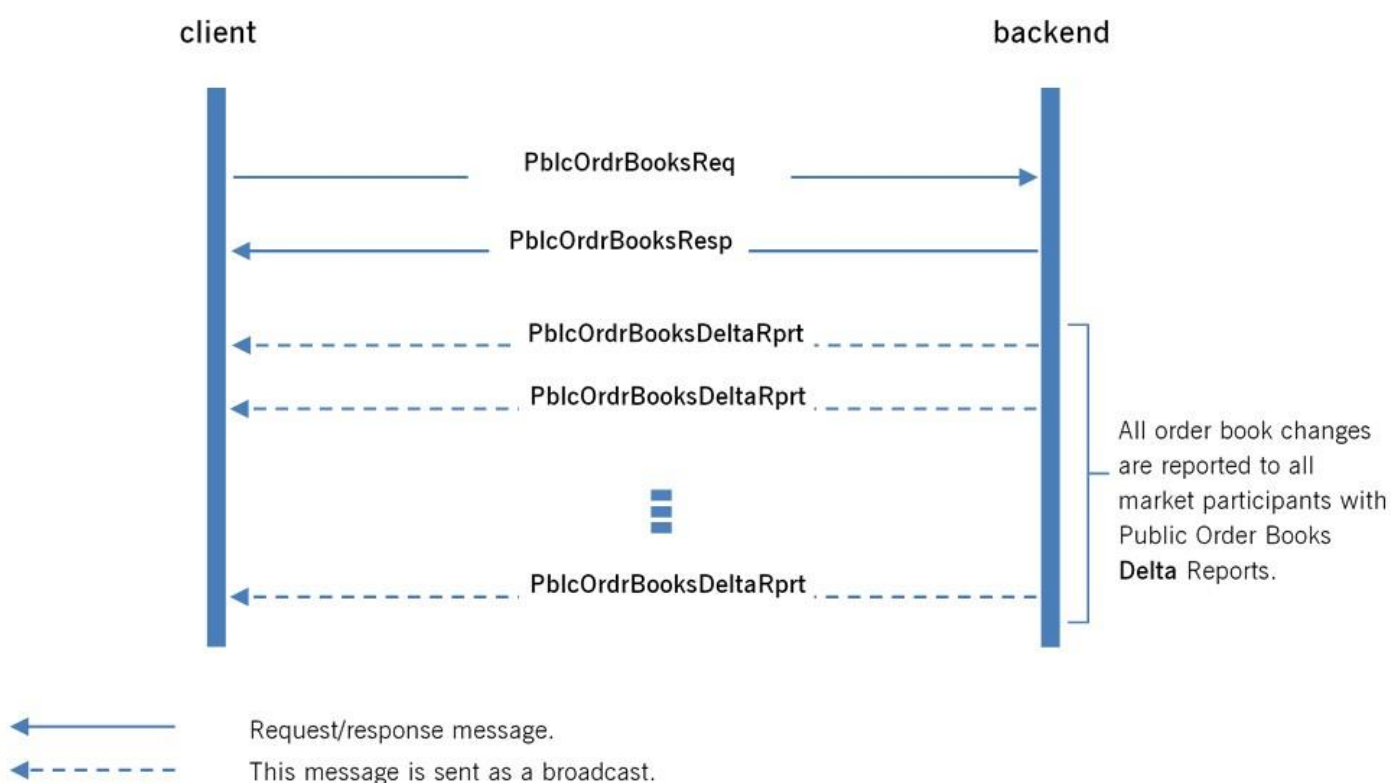 client
backend
PblcOrdrBooksReq
PblcOrdrBooksResp
PblcOrdrBooksDeltaRprt
PblcOrdrBooksDeltaRprt
All order book changes
are reported to all
market participants with
Public Order Books
Delta Reports.
PblcOrdrBooksDeltaRprt
Request/response message.
This message is sent as a broadcast.